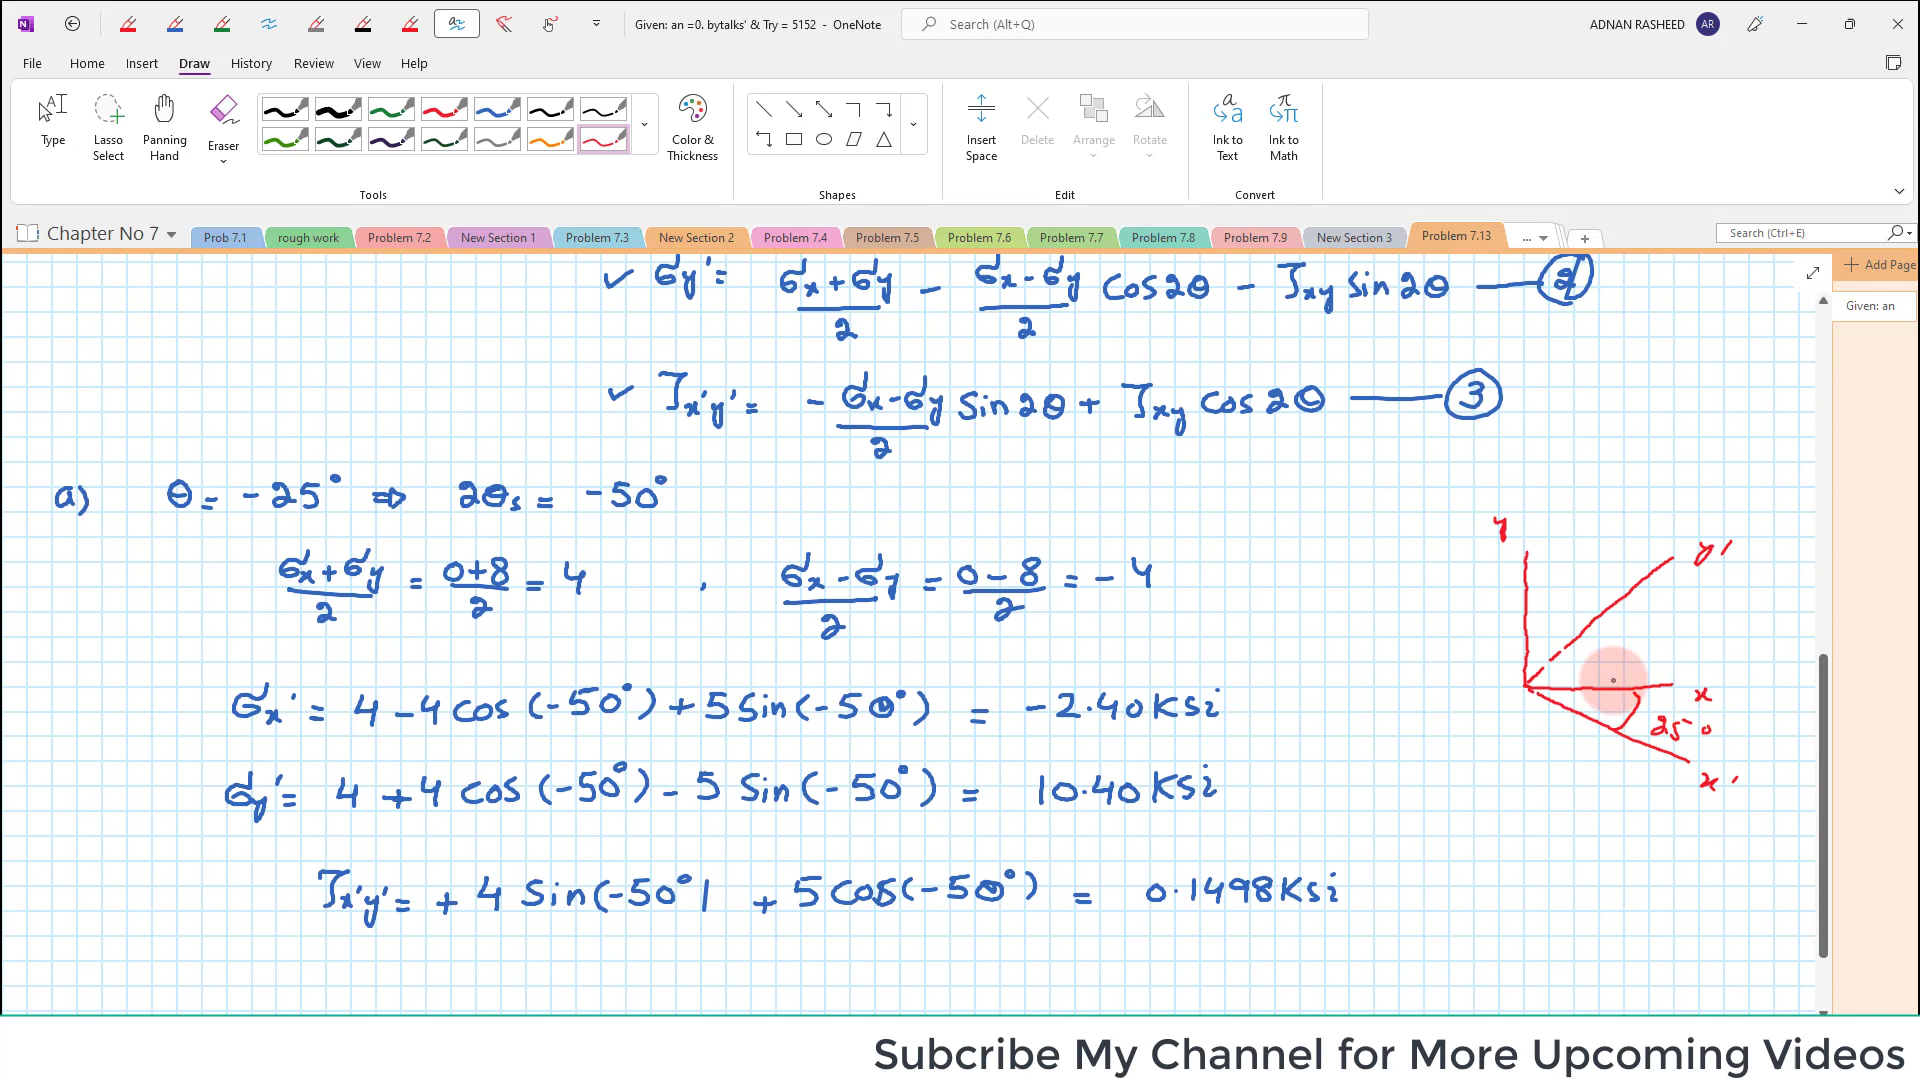 Given: an =0. bytalks' & Try = 5152 - OneNote
Search (Alt+Q)
ADNAN RASHEED AR
File Home Insert Draw History Review View Help
Type
Lasso Select
Panning Hand
Eraser
Color & Thickness
Insert Space
Delete
Arrange
Rotate
Ink to Text
Ink to Math
Tools Shapes Edit Convert
Chapter No 7 Prob 7.1 rough work Problem 7.2 New Section 1 Problem 7.3 New Section 2 Problem 7.4 Problem 7.5 Problem 7.6 Problem 7.7 Problem 7.8 Problem 7.9 New Section 3 Problem 7.13 ... + Search (Ctrl+E)
+ Add Page
Given: an
✓ σy' = (σx + σy)/2 - (σx - σy)/2 cos2θ - τxy sin2θ — 2
✓ τx'y' = - (σx - σy)/2 sin2θ + τxy cos2θ — 3
a) θ = -25° ⇒ 2θs = -50°
(σx + σy)/2 = (0+8)/2 = 4 , (σx - σy)/2 = (0-8)/2 = -4
σx' = 4 - 4 cos(-50°) + 5 Sin(-50°) = -2.40 Ksi
σy' = 4 + 4 cos(-50°) - 5 Sin(-50°) = 10.40 Ksi
τx'y' = + 4 Sin(-50°) + 5 cos(-50°) = 0.1498 Ksi
y
y'
x
25°
x'
Subcribe My Channel for More Upcoming Videos